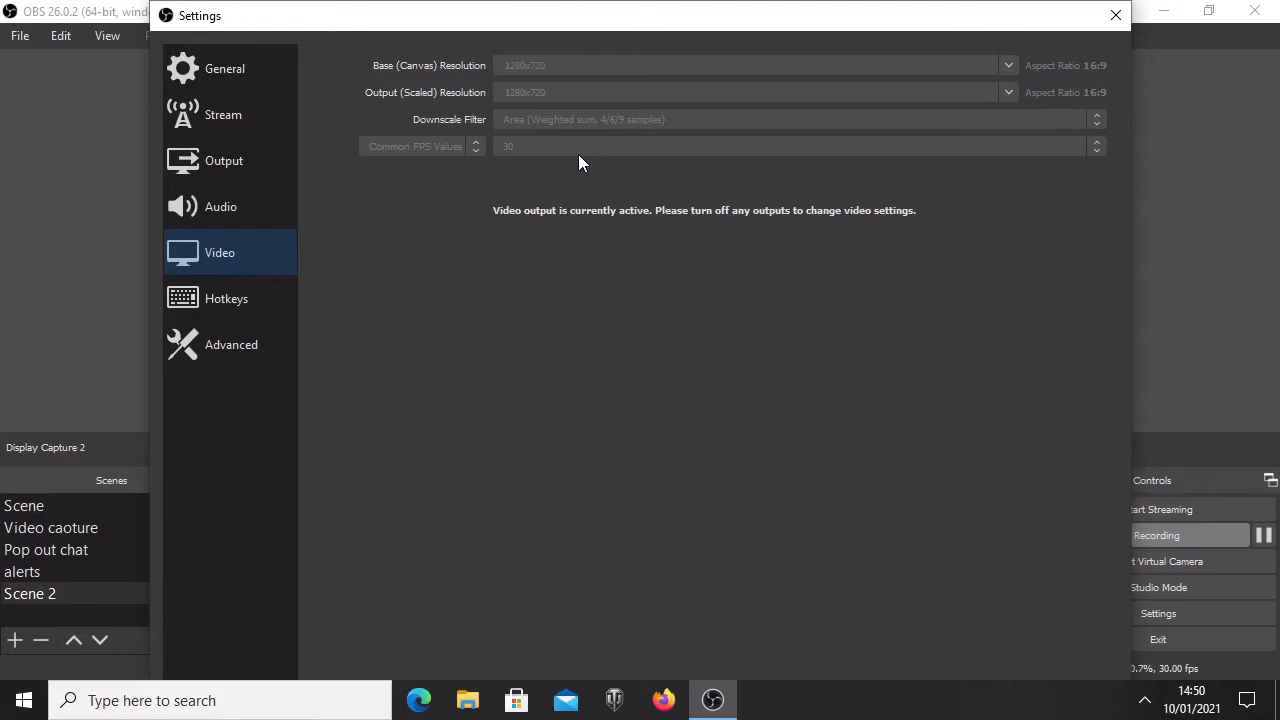 OBS 26.0.2 (64-bit, windo
Settings
File
Edit
View
General
Stream
Output
Audio
Video
Hotkeys
Advanced
Base (Canvas) Resolution
1280x720
Aspect Ratio 16:9
Output (Scaled) Resolution
1280x720
Aspect Ratio 16:9
Downscale Filter
Area (Weighted sum, 4/6/9 samples)
Common FPS Values
30
Video output is currently active. Please turn off any outputs to change video settings.
Display Capture 2
Scenes
Scene
Video caoture
Pop out chat
alerts
Scene 2
Controls
tart Streaming
Recording
t Virtual Camera
Studio Mode
Settings
Exit
0.7%, 30.00 fps
Type here to search
14:50
10/01/2021